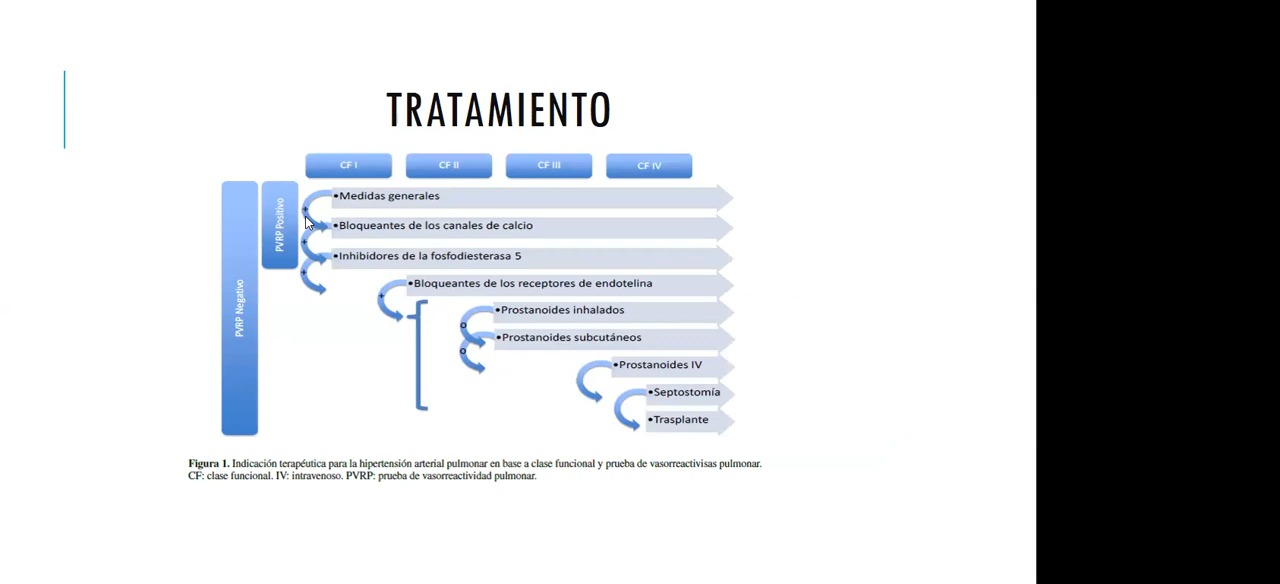 TRATAMIENTO
CF I
CF II
CF III
CF IV
PVRP Negativo
PVRP Positivo
+
•Medidas generales
•Bloqueantes de los canales de calcio
+
•Inhibidores de la fosfodiesterasa 5
+
•Bloqueantes de los receptores de endotelina
+
•Prostanoides inhalados
o
•Prostanoides subcutáneos
o
•Prostanoides IV
•Septostomía
•Trasplante
Figura 1. Indicación terapéutica para la hipertensión arterial pulmonar en base a clase funcional y prueba de vasorreactivisas pulmonar.
CF: clase funcional. IV: intravenoso. PVRP: prueba de vasorreactividad pulmonar.